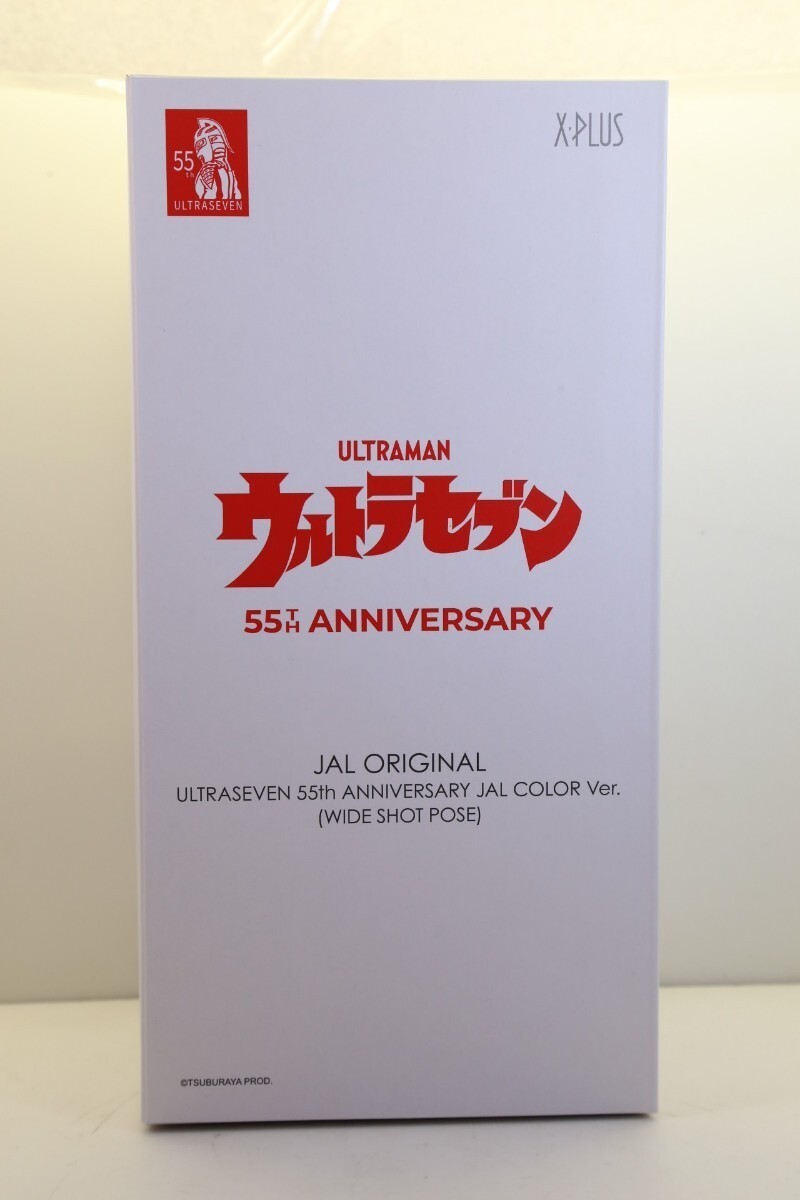 55th
ULTRASEVEN
X·PLUS
ULTRAMAN
ウルトラセブン
55TH ANNIVERSARY
JAL ORIGINAL
ULTRASEVEN 55th ANNIVERSARY JAL COLOR Ver.
(WIDE SHOT POSE)
©TSUBURAYA PROD.